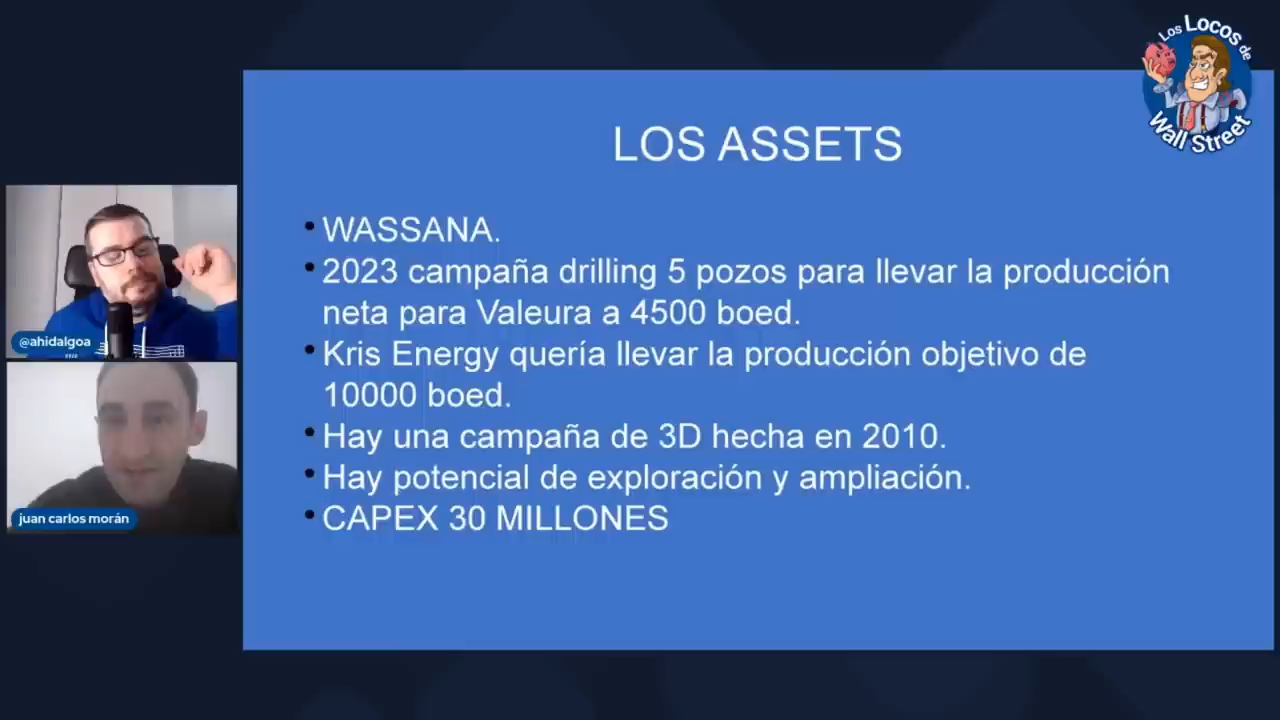 LOS LOCOS de
Wall Street
LOS ASSETS
• WASSANA.
• 2023 campaña drilling 5 pozos para llevar la producción
neta para Valeura a 4500 boed.
• Kris Energy quería llevar la producción objetivo de
10000 boed.
• Hay una campaña de 3D hecha en 2010.
• Hay potencial de exploración y ampliación.
• CAPEX 30 MILLONES
@ahidalgoa
juan carlos morán